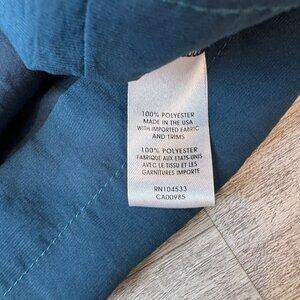 100% POLYESTER
MADE IN THE USA
WITH IMPORTED FABRIC
AND TRIMS
100% POLYESTER
FABRIQUE AUX ETATS-UNIS
AVEC LE TISSU ET LES
GARNITURES IMPORTE
RN104533
CA00985